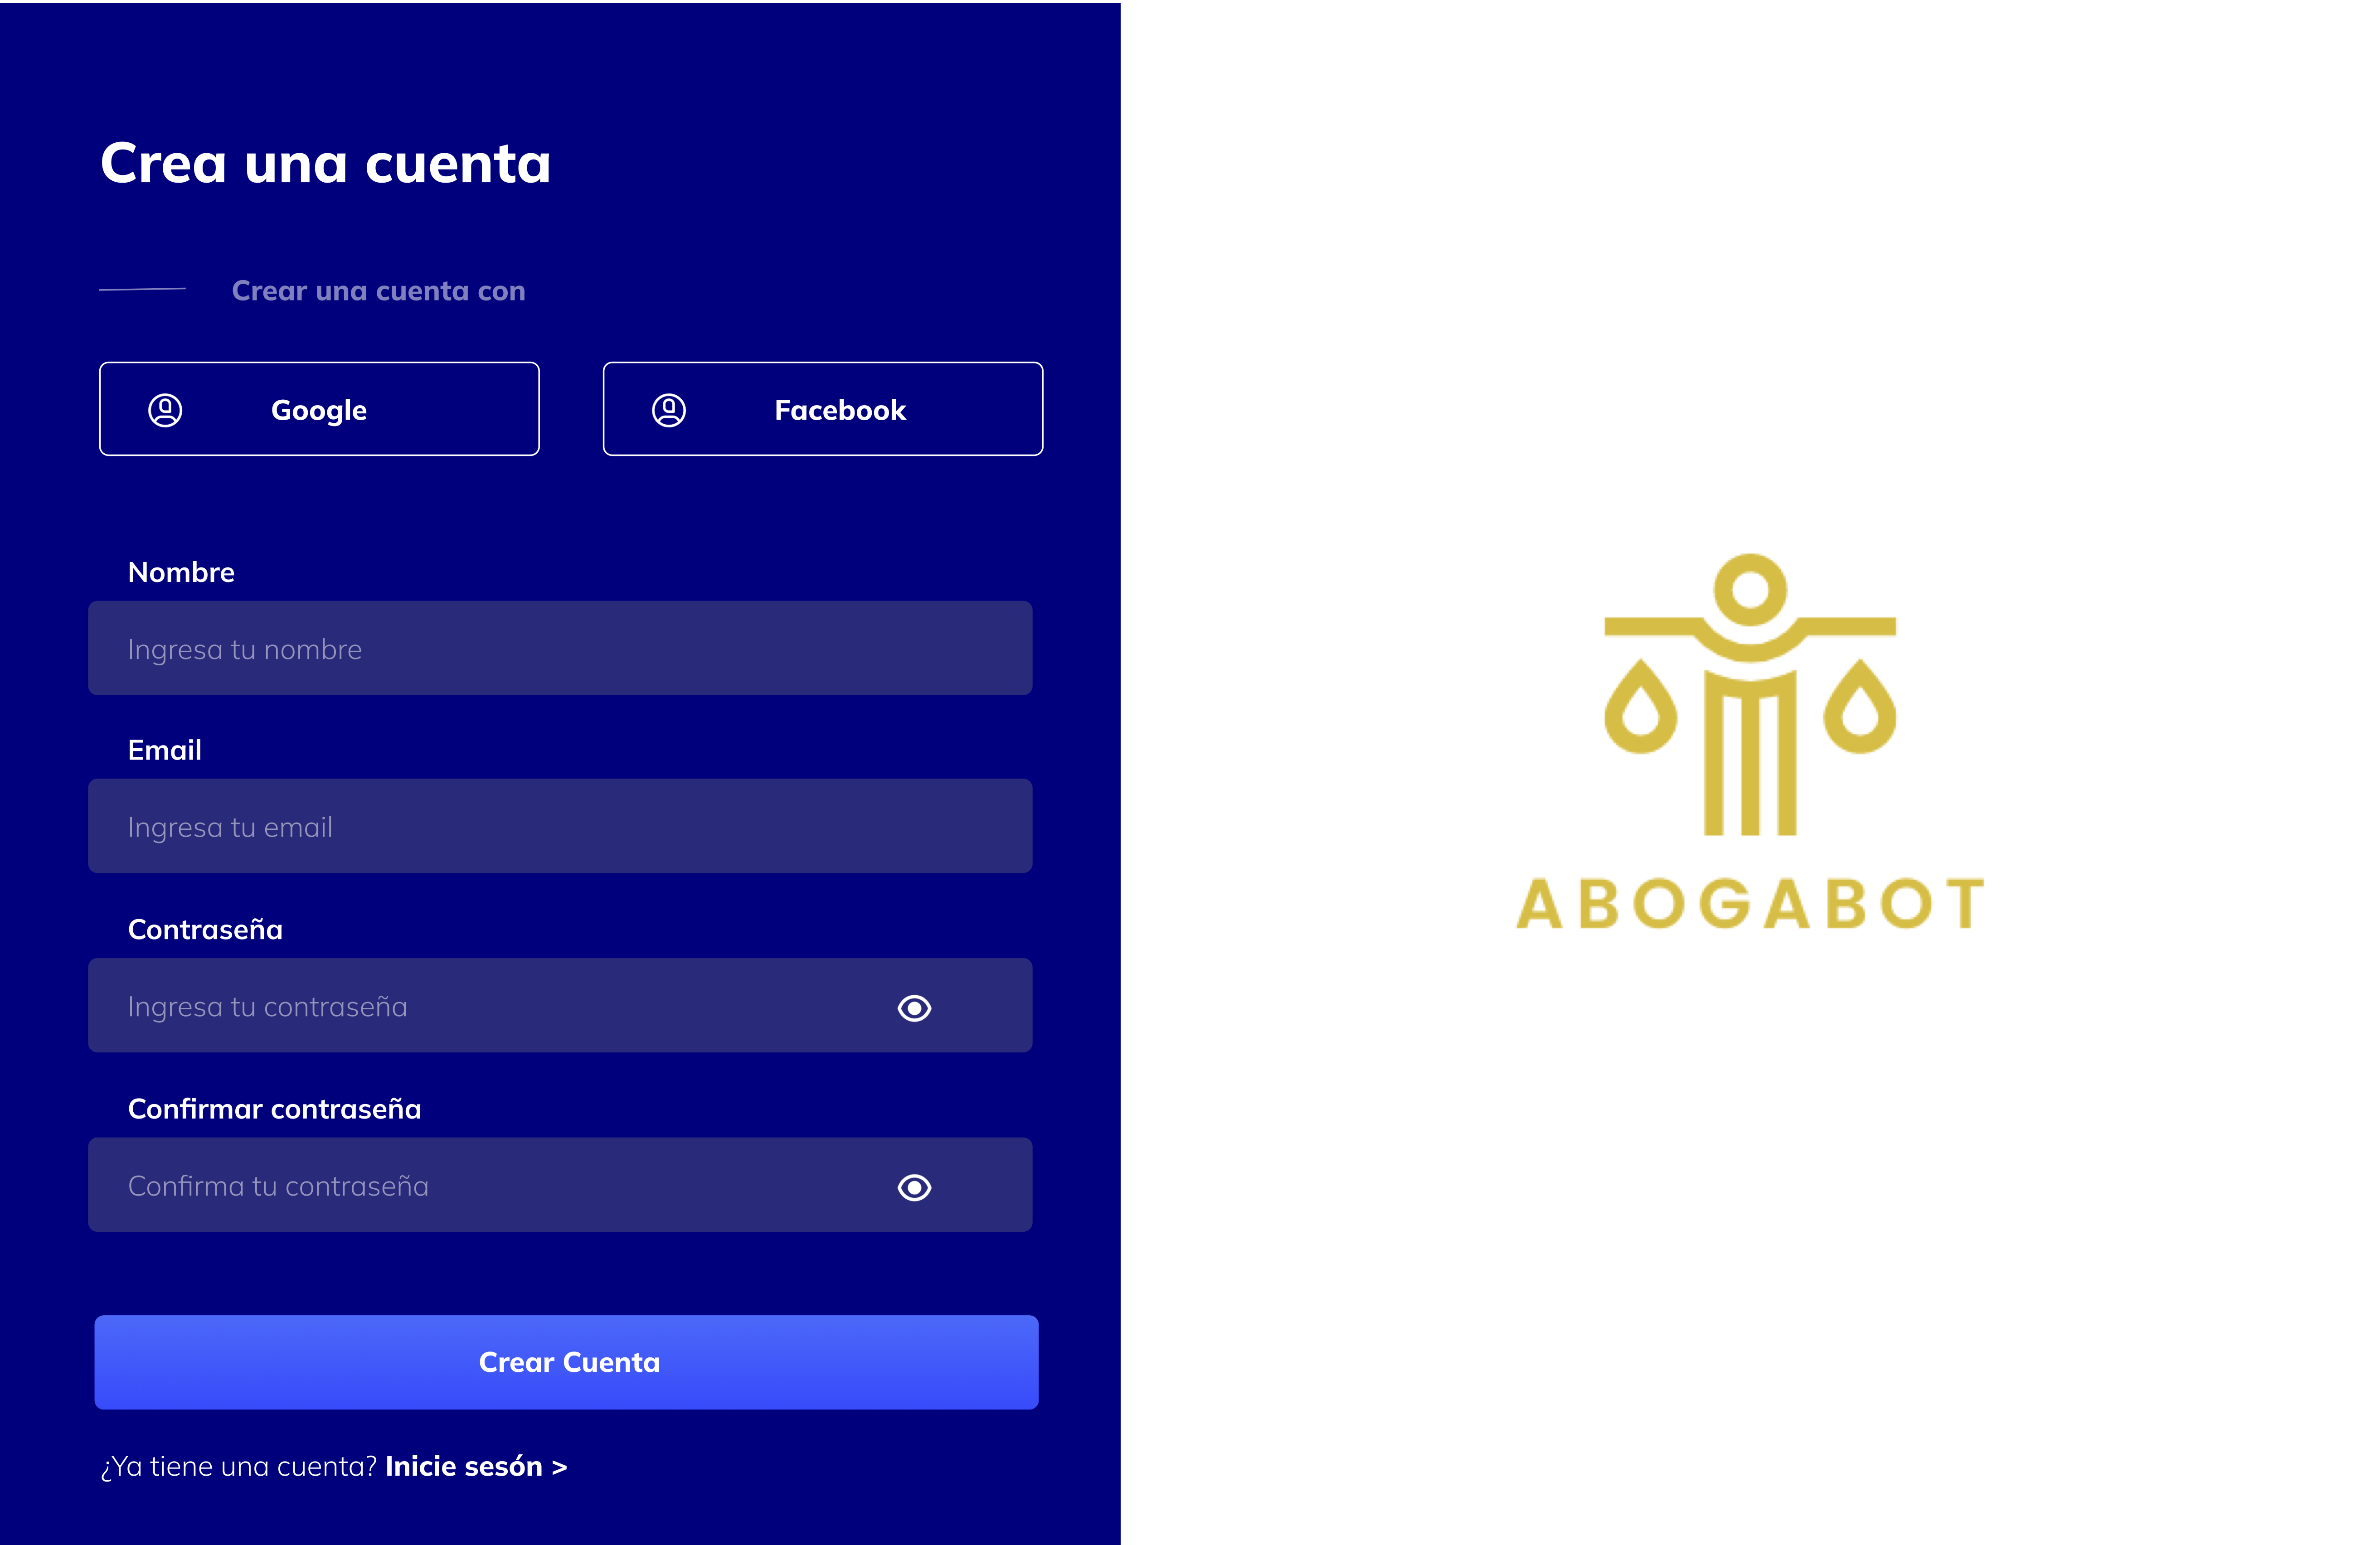 Crea una cuenta
Crear una cuenta con
Google
Facebook
Nombre
Ingresa tu nombre
Email
Ingresa tu email
Contraseña
Ingresa tu contraseña
Confirmar contraseña
Confirma tu contraseña
Crear Cuenta
¿Ya tiene una cuenta? Inicie sesón >
ABOGABOT